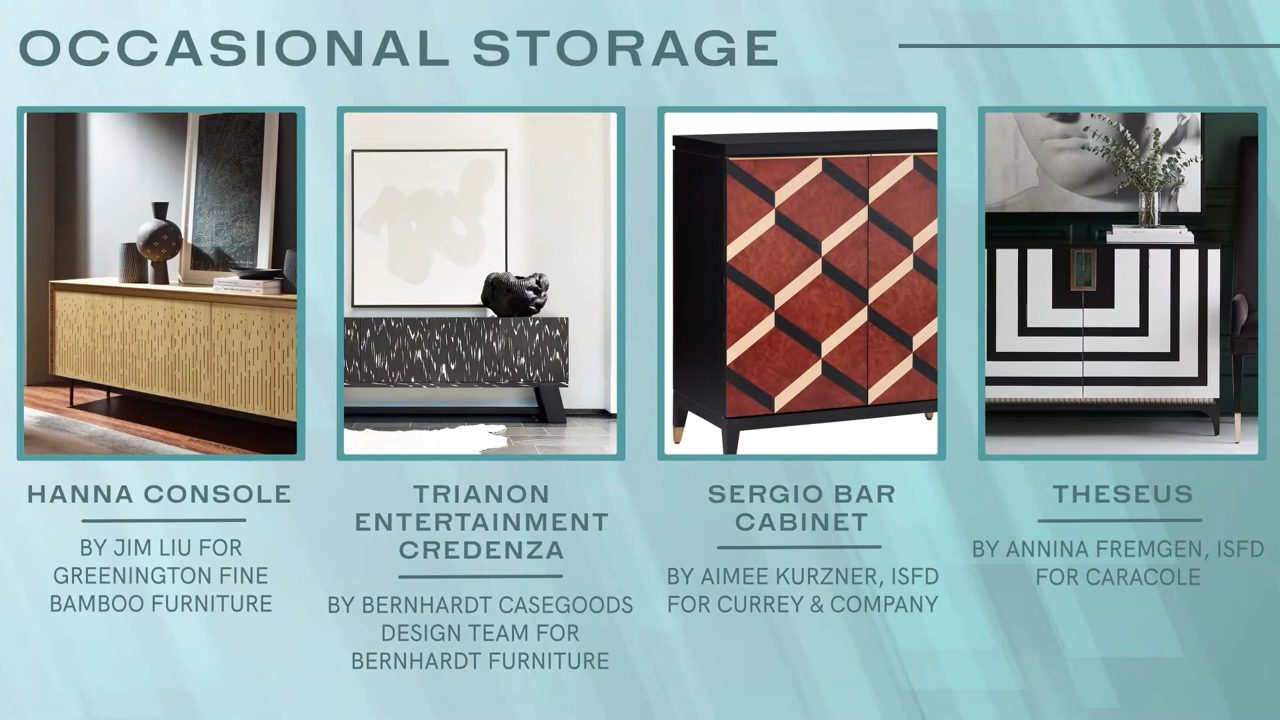 OCCASIONAL STORAGE
HANNA CONSOLE
BY JIM LIU FOR
GREENINGTON FINE
BAMBOO FURNITURE
TRIANON
ENTERTAINMENT
CREDENZA
BY BERNHARDT CASEGOODS
DESIGN TEAM FOR
BERNHARDT FURNITURE
SERGIO BAR
CABINET
BY AIMEE KURZNER, ISFD
FOR CURREY & COMPANY
THESEUS
BY ANNINA FREMGEN, ISFD
FOR CARACOLE